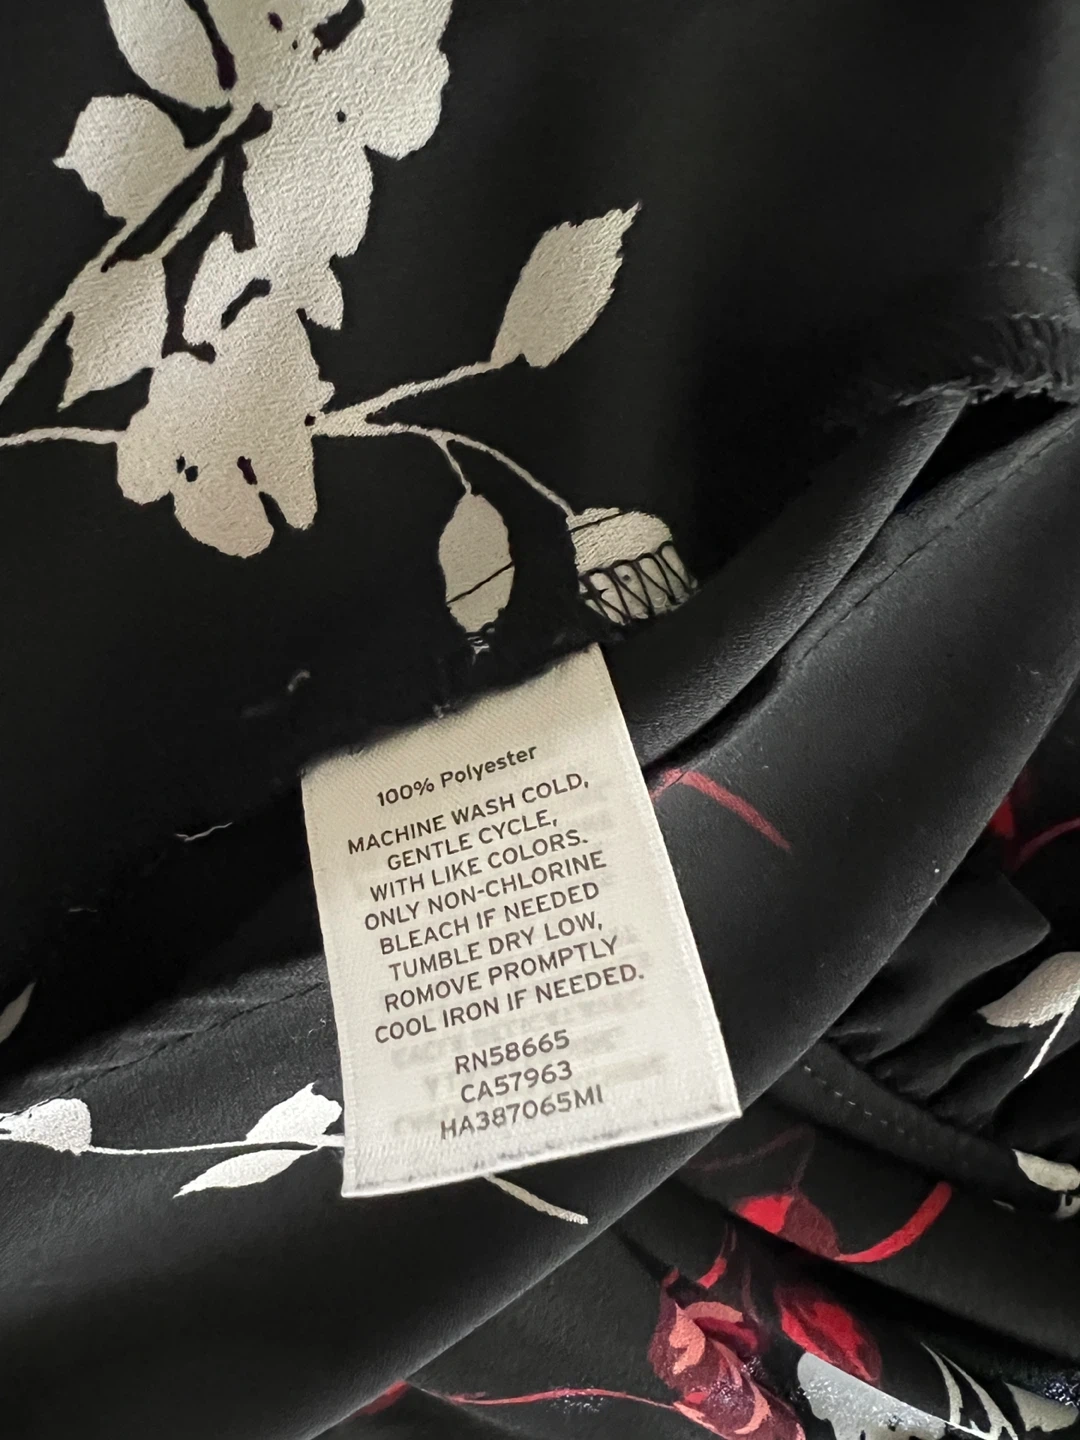 100% Polyester
MACHINE WASH COLD,
GENTLE CYCLE,
WITH LIKE COLORS.
ONLY NON-CHLORINE
BLEACH IF NEEDED
TUMBLE DRY LOW,
ROMOVE PROMPTLY
COOL IRON IF NEEDED.
RN58665
CA57963
HA387065MI